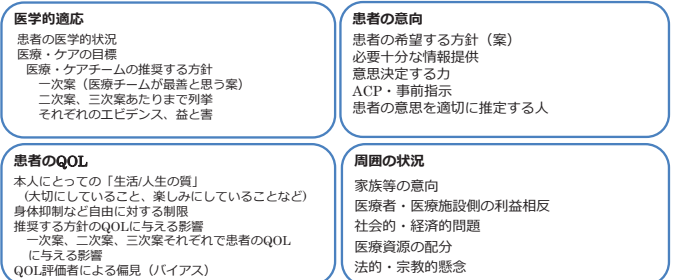 医学的適応
患者の医学的状況
医療・ケアの目標
医療・ケアチームの推奨する方針
一次案（医療チームが最善と思う案）
二次案、三次案あたりまで列挙
それぞれのエビデンス、益と害
患者の意向
患者の希望する方針（案）
必要十分な情報提供
意思決定する力
ACP・事前指示
患者の意思を適切に推定する人
患者のQOL
本人にとっての「生活/人生の質」
（大切にしていること、楽しみにしていることなど）
身体抑制など自由に対する制限
推奨する方針のQOLに与える影響
一次案、二次案、三次案それぞれで患者のQOL
に与える影響
QOL評価者による偏見（バイアス）
周囲の状況
家族等の意向
医療者・医療施設側の利益相反
社会的・経済的問題
医療資源の配分
法的・宗教的懸念